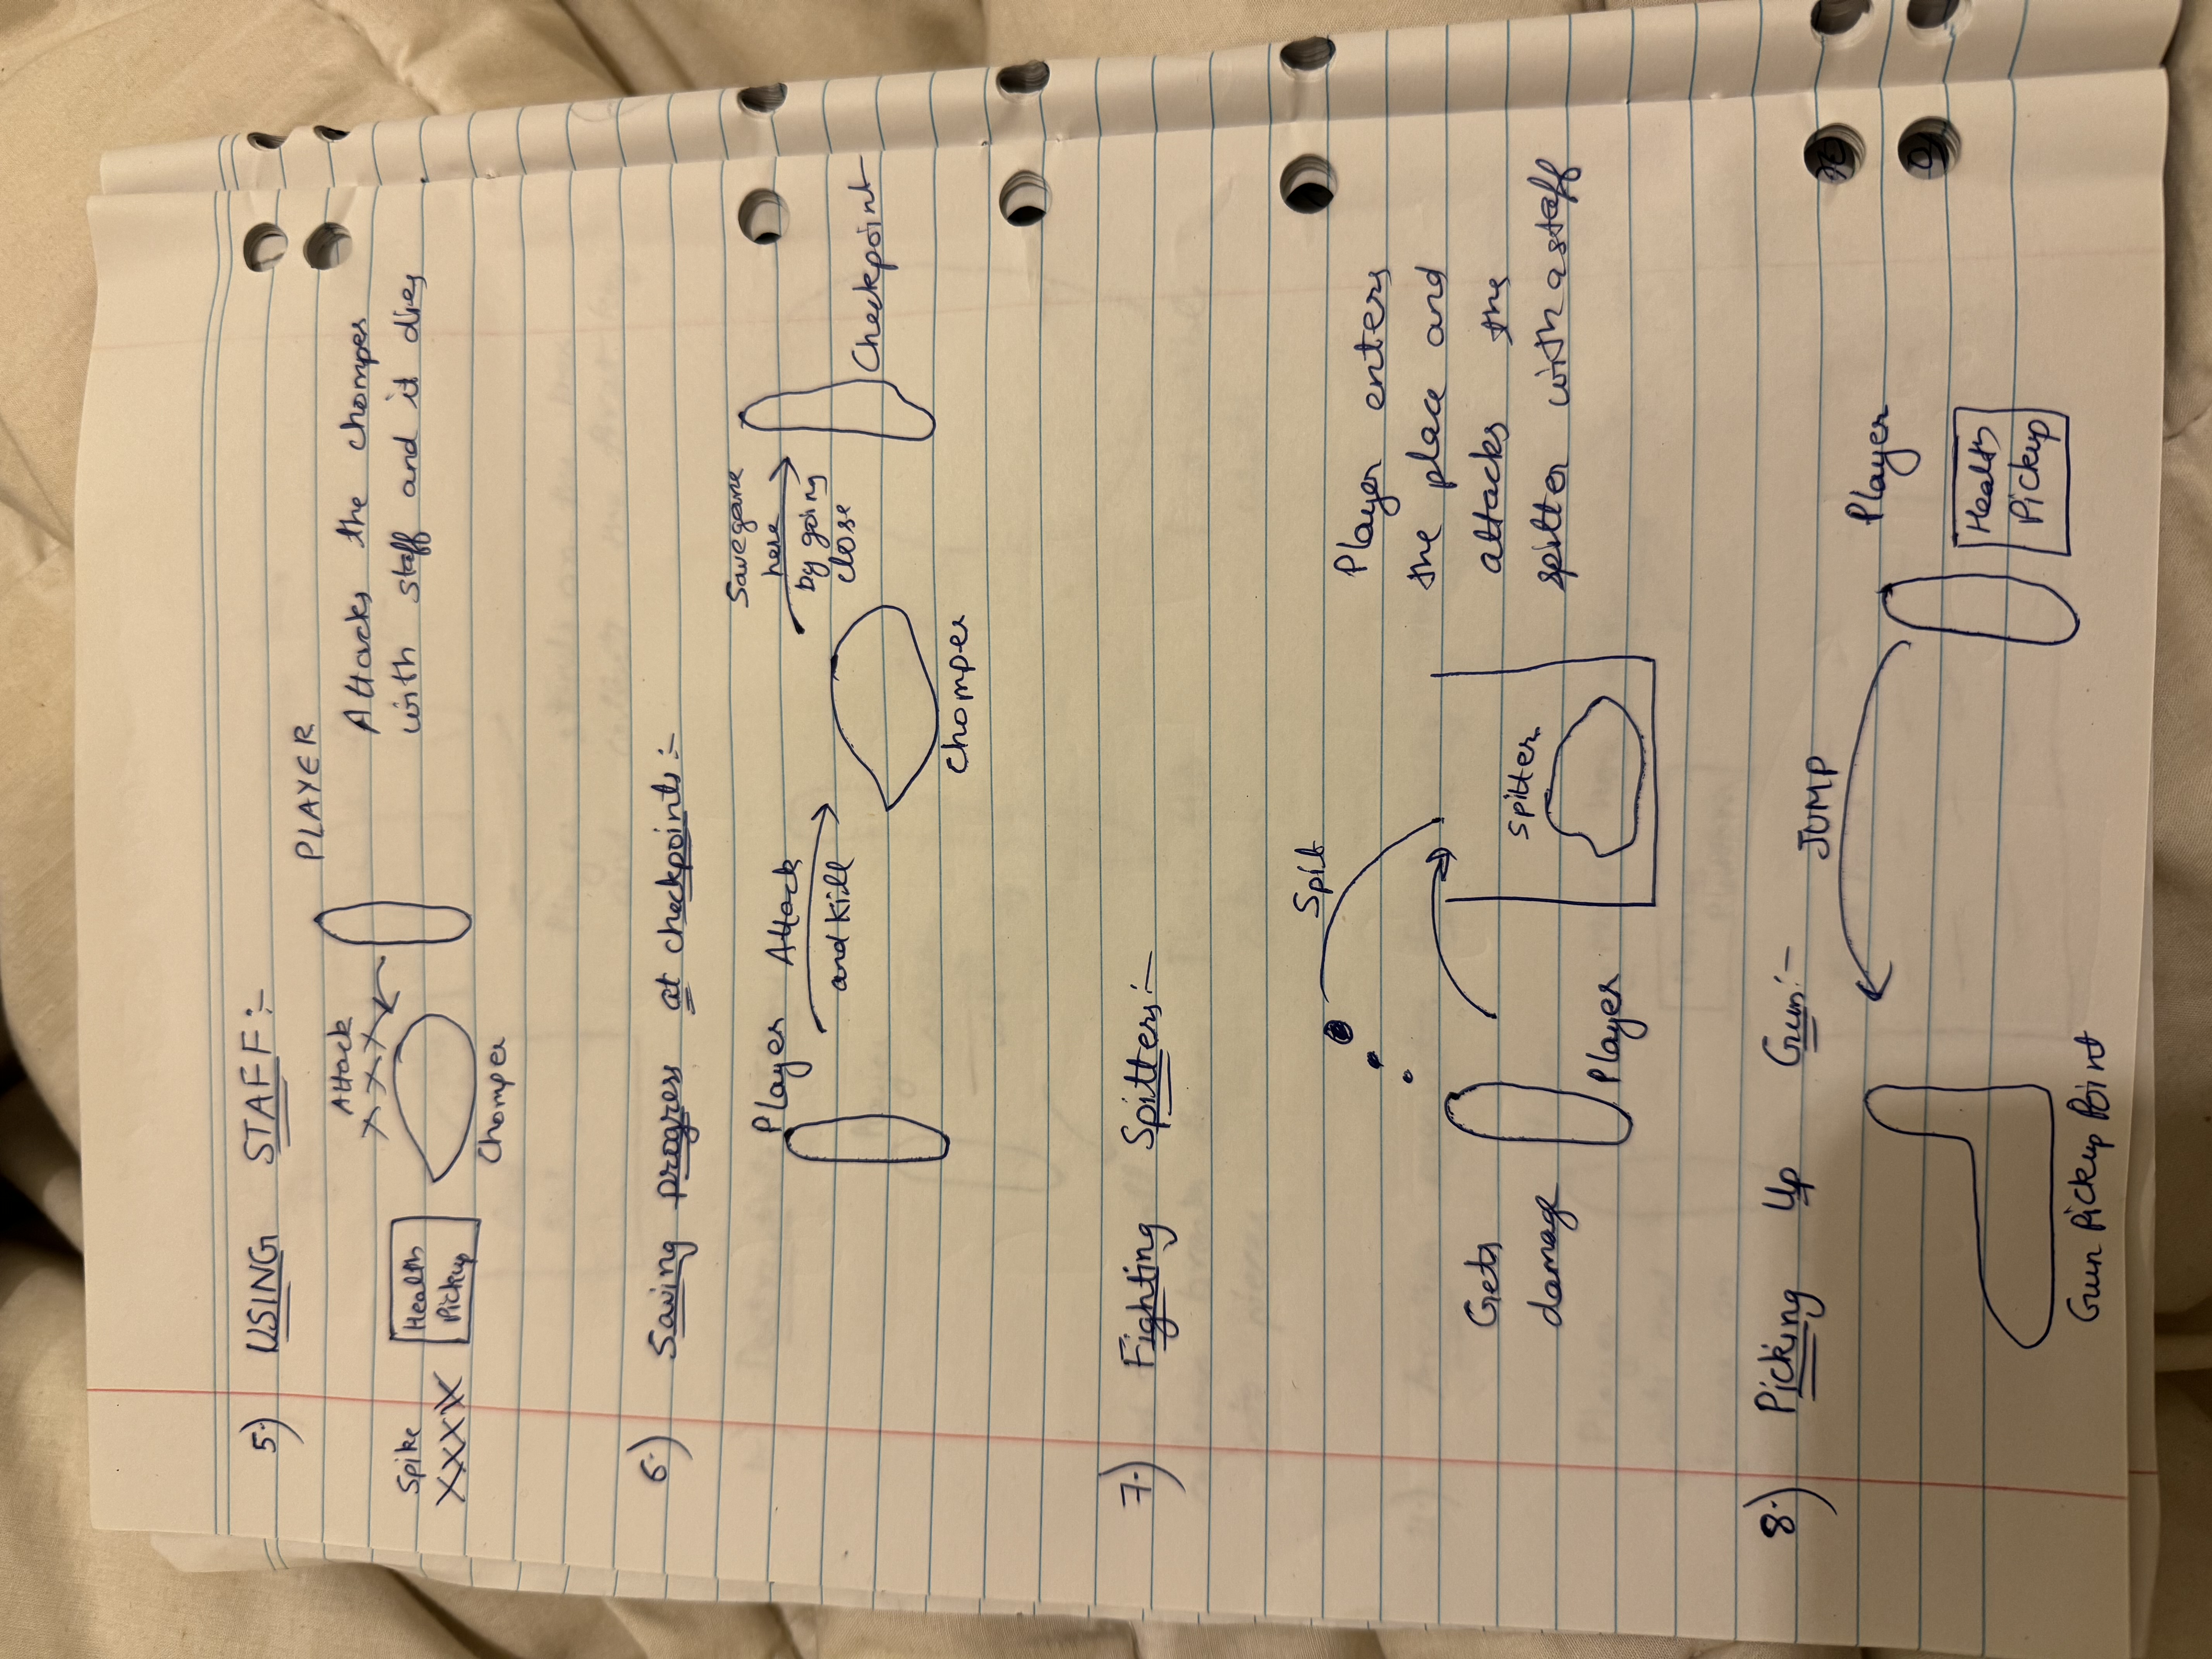 5.) USING STAFF:-
PLAYER
Attack
XXX
Attacks the chomper
with staff and it dies
Spike
XXXX
Health
Pickup
Chomper
6.) Saving progress at checkpoints:-
Player
Attack
and Kill
Savegame
here
by going
close
Checkpoint
Chomper
7.) Fighting Spitters:-
Spit
Gets
damage
Player
Spitter
Player enters
the place and
attacks the
spitter with a staff
8.) Picking Up Gun:-
JUMP
Player
Health
Pickup
Gun Pickup Point